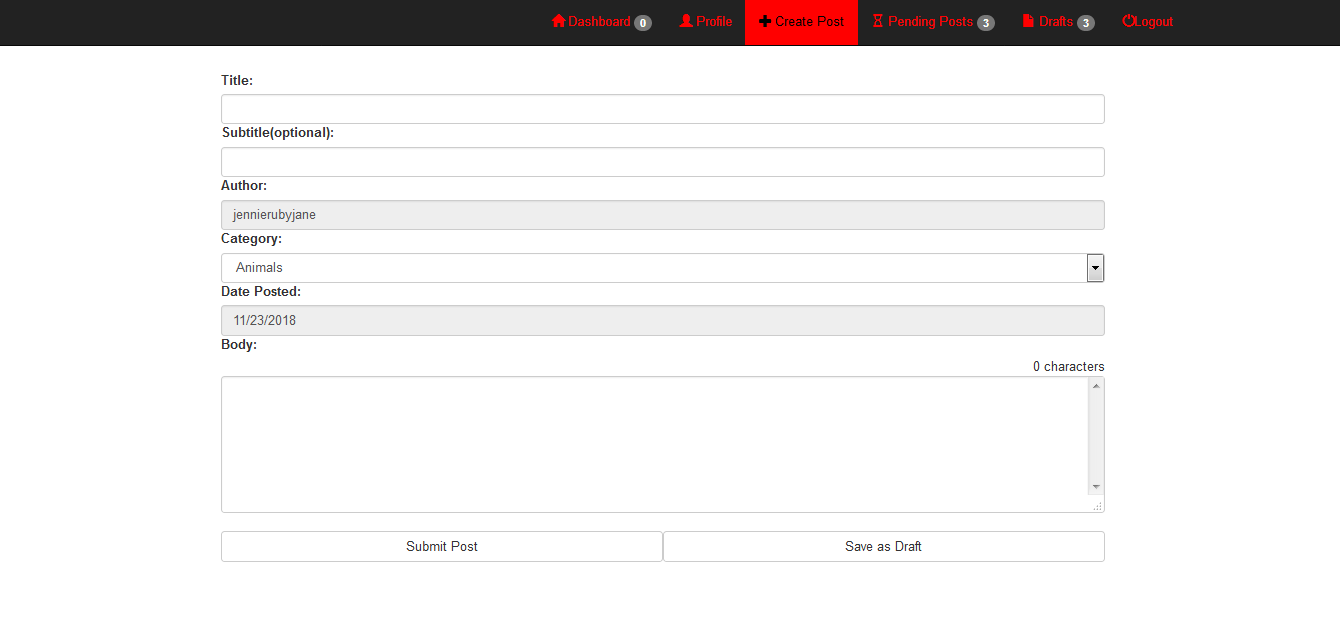 Dashboard 0 Profile Create Post Pending Posts 3 Drafts 3 Logout
Title:
Subtitle(optional):
Author:
jennierubyjane
Category:
Animals
Date Posted:
11/23/2018
Body:
0 characters
Submit Post Save as Draft